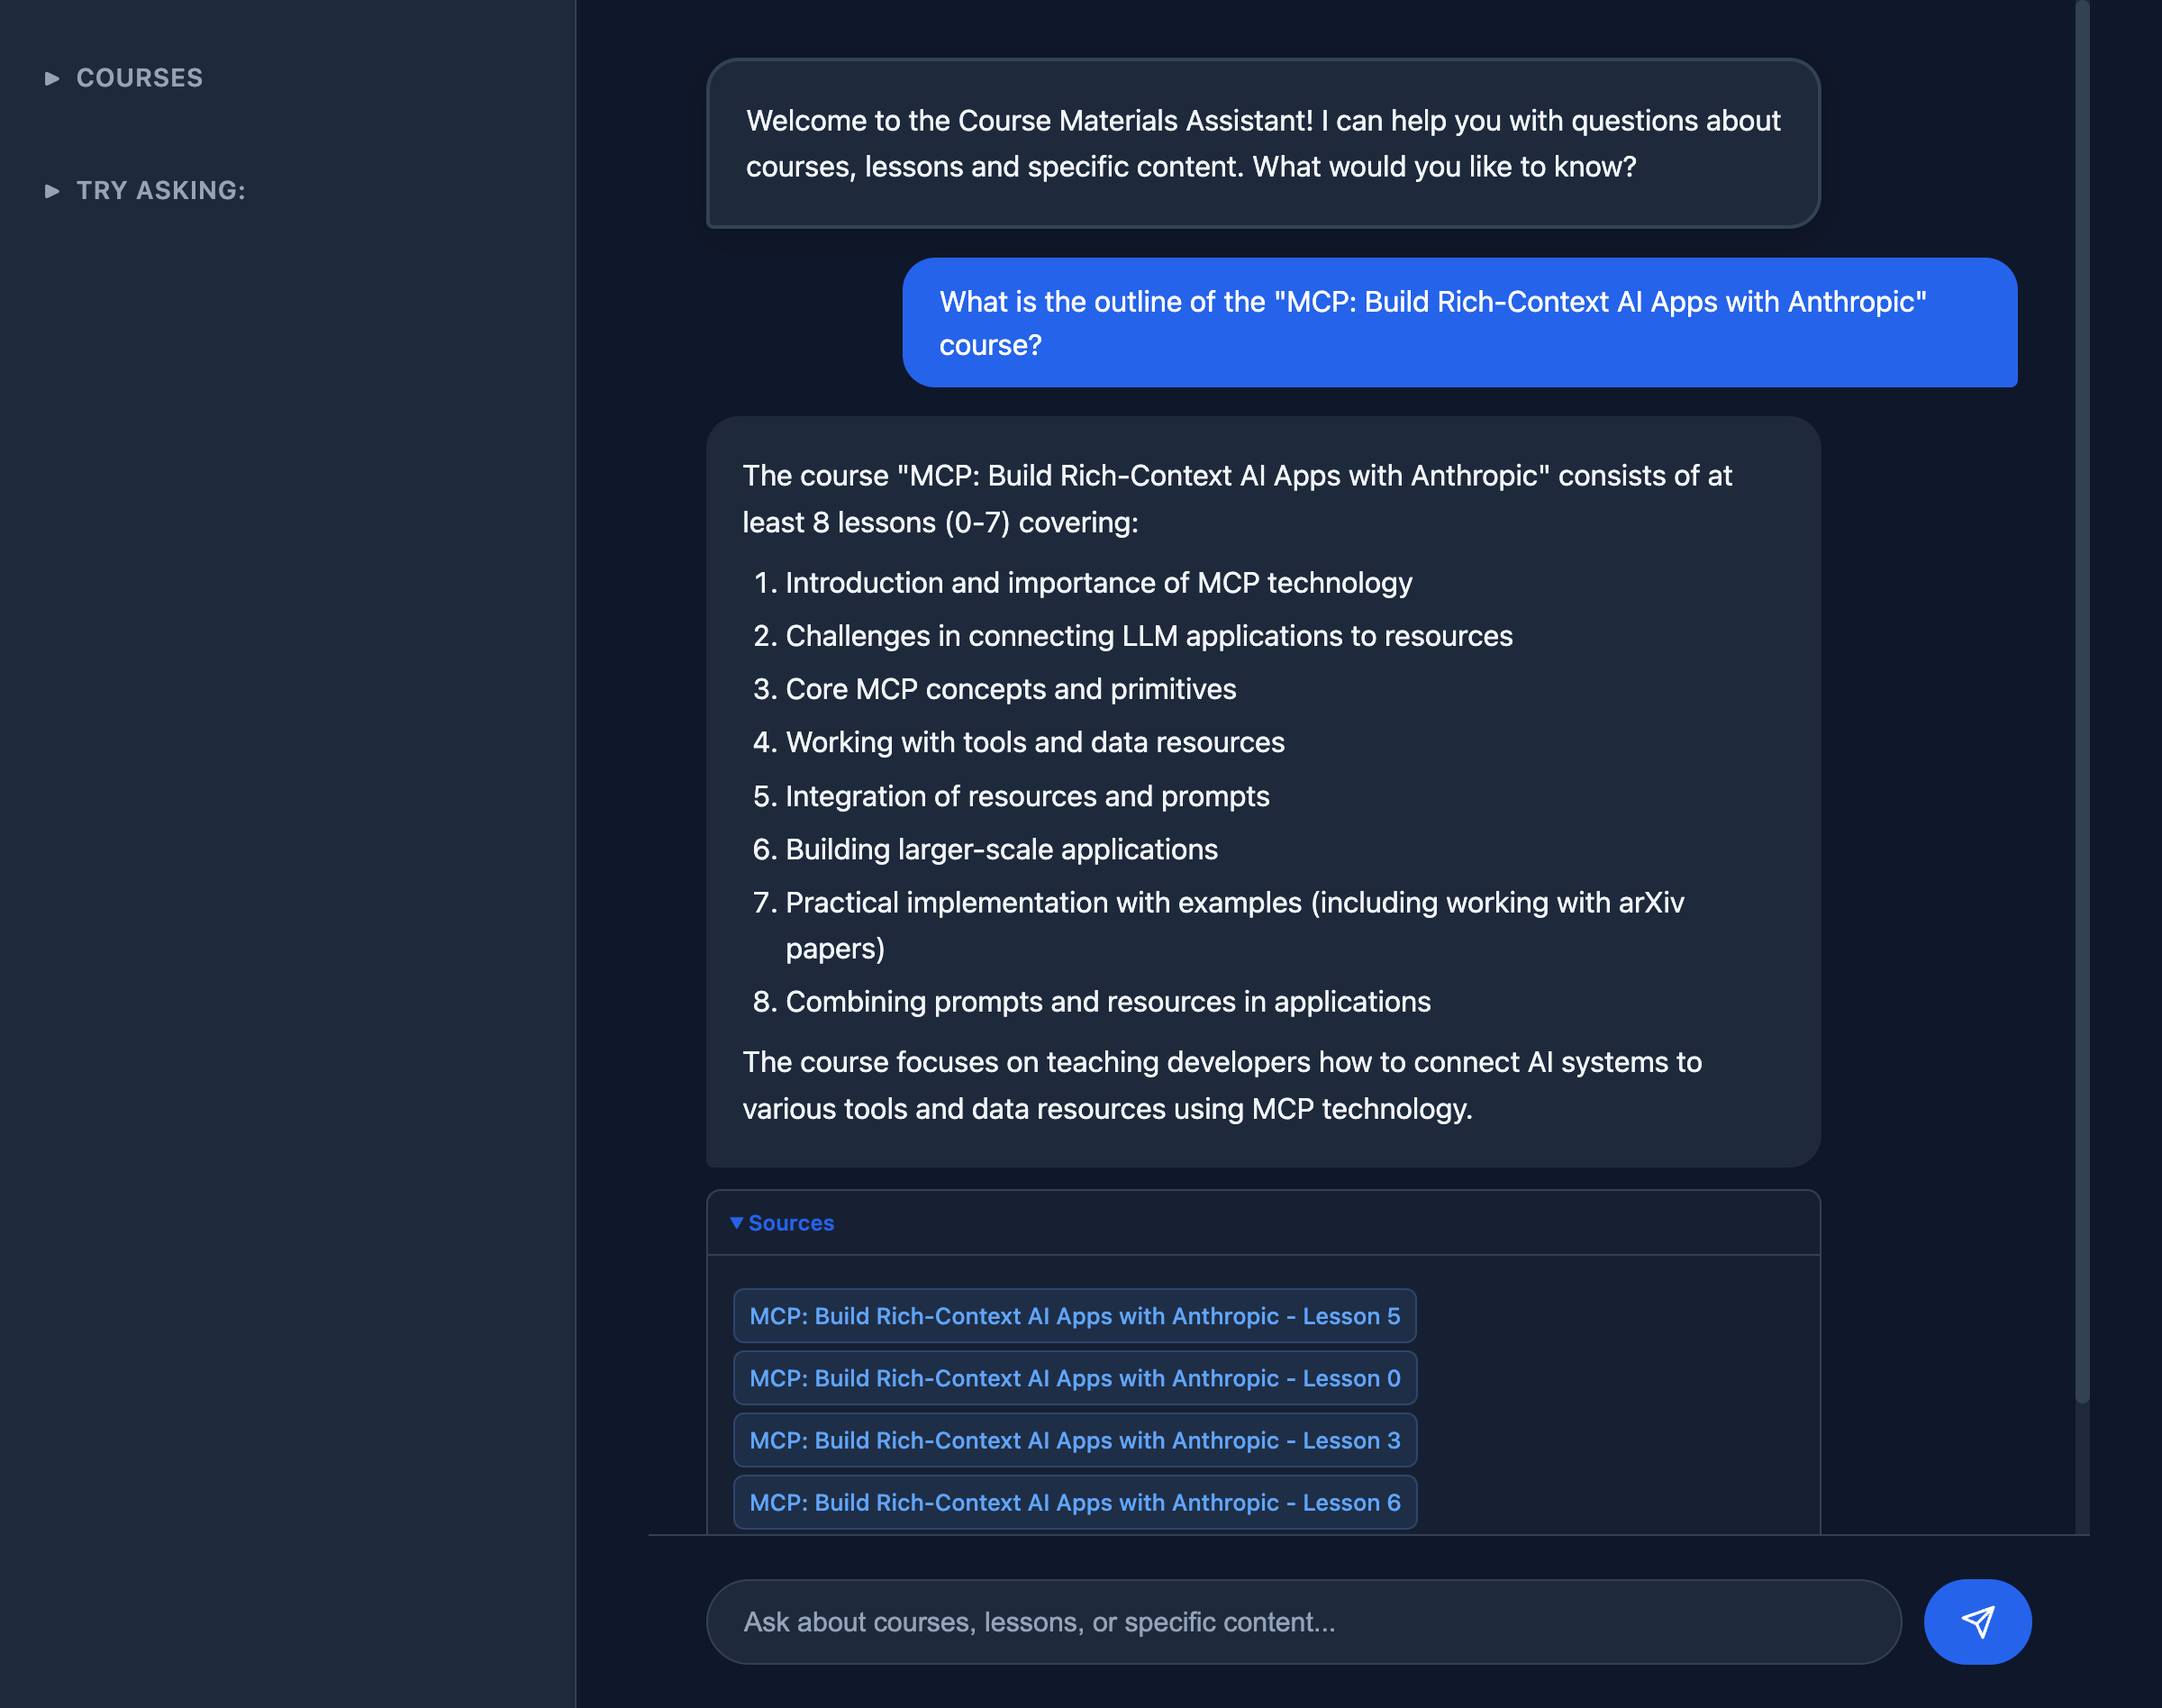 COURSES
TRY ASKING:
Welcome to the Course Materials Assistant! I can help you with questions about
courses, lessons and specific content. What would you like to know?
What is the outline of the "MCP: Build Rich-Context AI Apps with Anthropic"
course?
The course "MCP: Build Rich-Context AI Apps with Anthropic" consists of at
least 8 lessons (0-7) covering:
1. Introduction and importance of MCP technology
2. Challenges in connecting LLM applications to resources
3. Core MCP concepts and primitives
4. Working with tools and data resources
5. Integration of resources and prompts
6. Building larger-scale applications
7. Practical implementation with examples (including working with arXiv
papers)
8. Combining prompts and resources in applications
The course focuses on teaching developers how to connect AI systems to
various tools and data resources using MCP technology.
Sources
MCP: Build Rich-Context AI Apps with Anthropic - Lesson 5
MCP: Build Rich-Context AI Apps with Anthropic - Lesson 0
MCP: Build Rich-Context AI Apps with Anthropic - Lesson 3
MCP: Build Rich-Context AI Apps with Anthropic - Lesson 6
Ask about courses, lessons, or specific content...